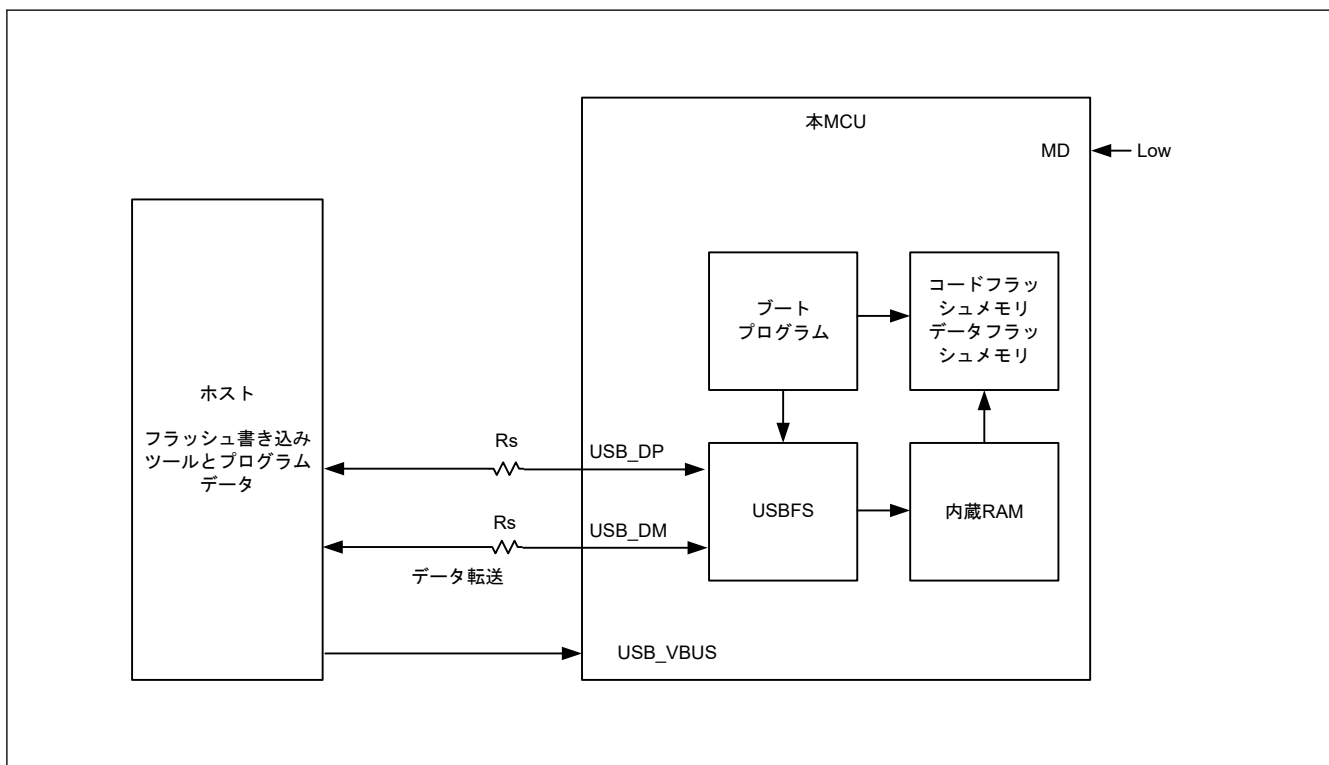 本MCU
MD
Low
ホスト
フラッシュ書き込み
ツールとプログラム
データ
ブート
プログラム
コードフラッ
シュメモリ
データフラッ
シュメモリ
Rs
USB_DP
USBFS
内蔵RAM
Rs
USB_DM
データ転送
USB_VBUS